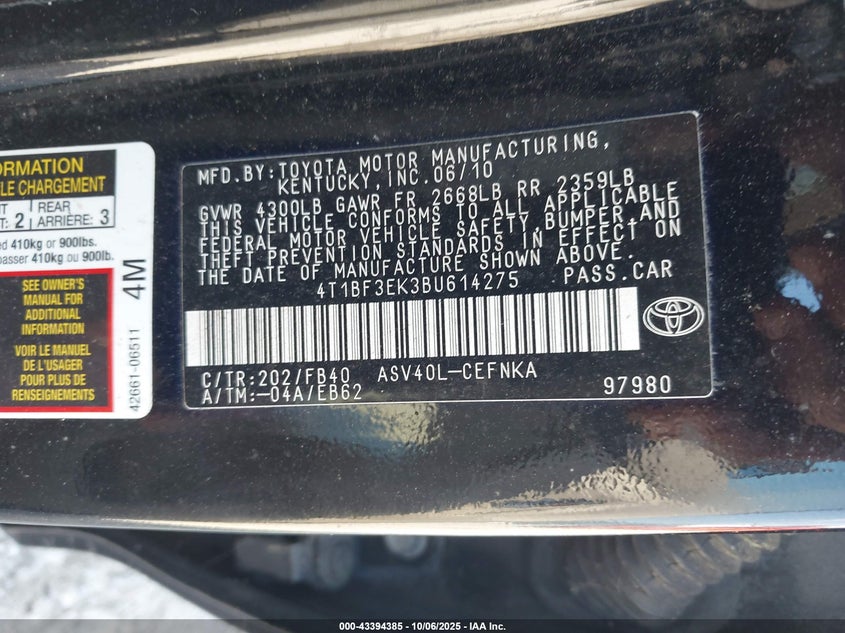 ORMATION
LE CHARGEMENT
2 REAR
ARRIÈRE: 3
ed 410kg or 900lbs.
passer 410kg ou 900lb.
SEE OWNER'S
MANUAL FOR
ADDITIONAL
INFORMATION
VOIR LE MANUEL
DE L'USAGER
POUR PLUS DE
RENSEIGNEMENTS
4M
42661-06511
MFD.BY:TOYOTA MOTOR MANUFACTURING,
KENTUCKY,INC.06/10
GVWR 4300LB GAWR FR 2668LB RR 2359LB
THIS VEHICLE CONFORMS TO ALL APPLICABLE
FEDERAL MOTOR VEHICLE SAFETY,BUMPER,AND
THEFT PREVENTION STANDARDS IN EFFECT ON
THE DATE OF MANUFACTURE SHOWN ABOVE.
4T1BF3EK3BU614275 PASS.CAR
C/TR:202/FB40 ASV40L-CEFNKA
A/TM:-04A/EB62 97980
000-43394385 - 10/06/2025 - IAA Inc.